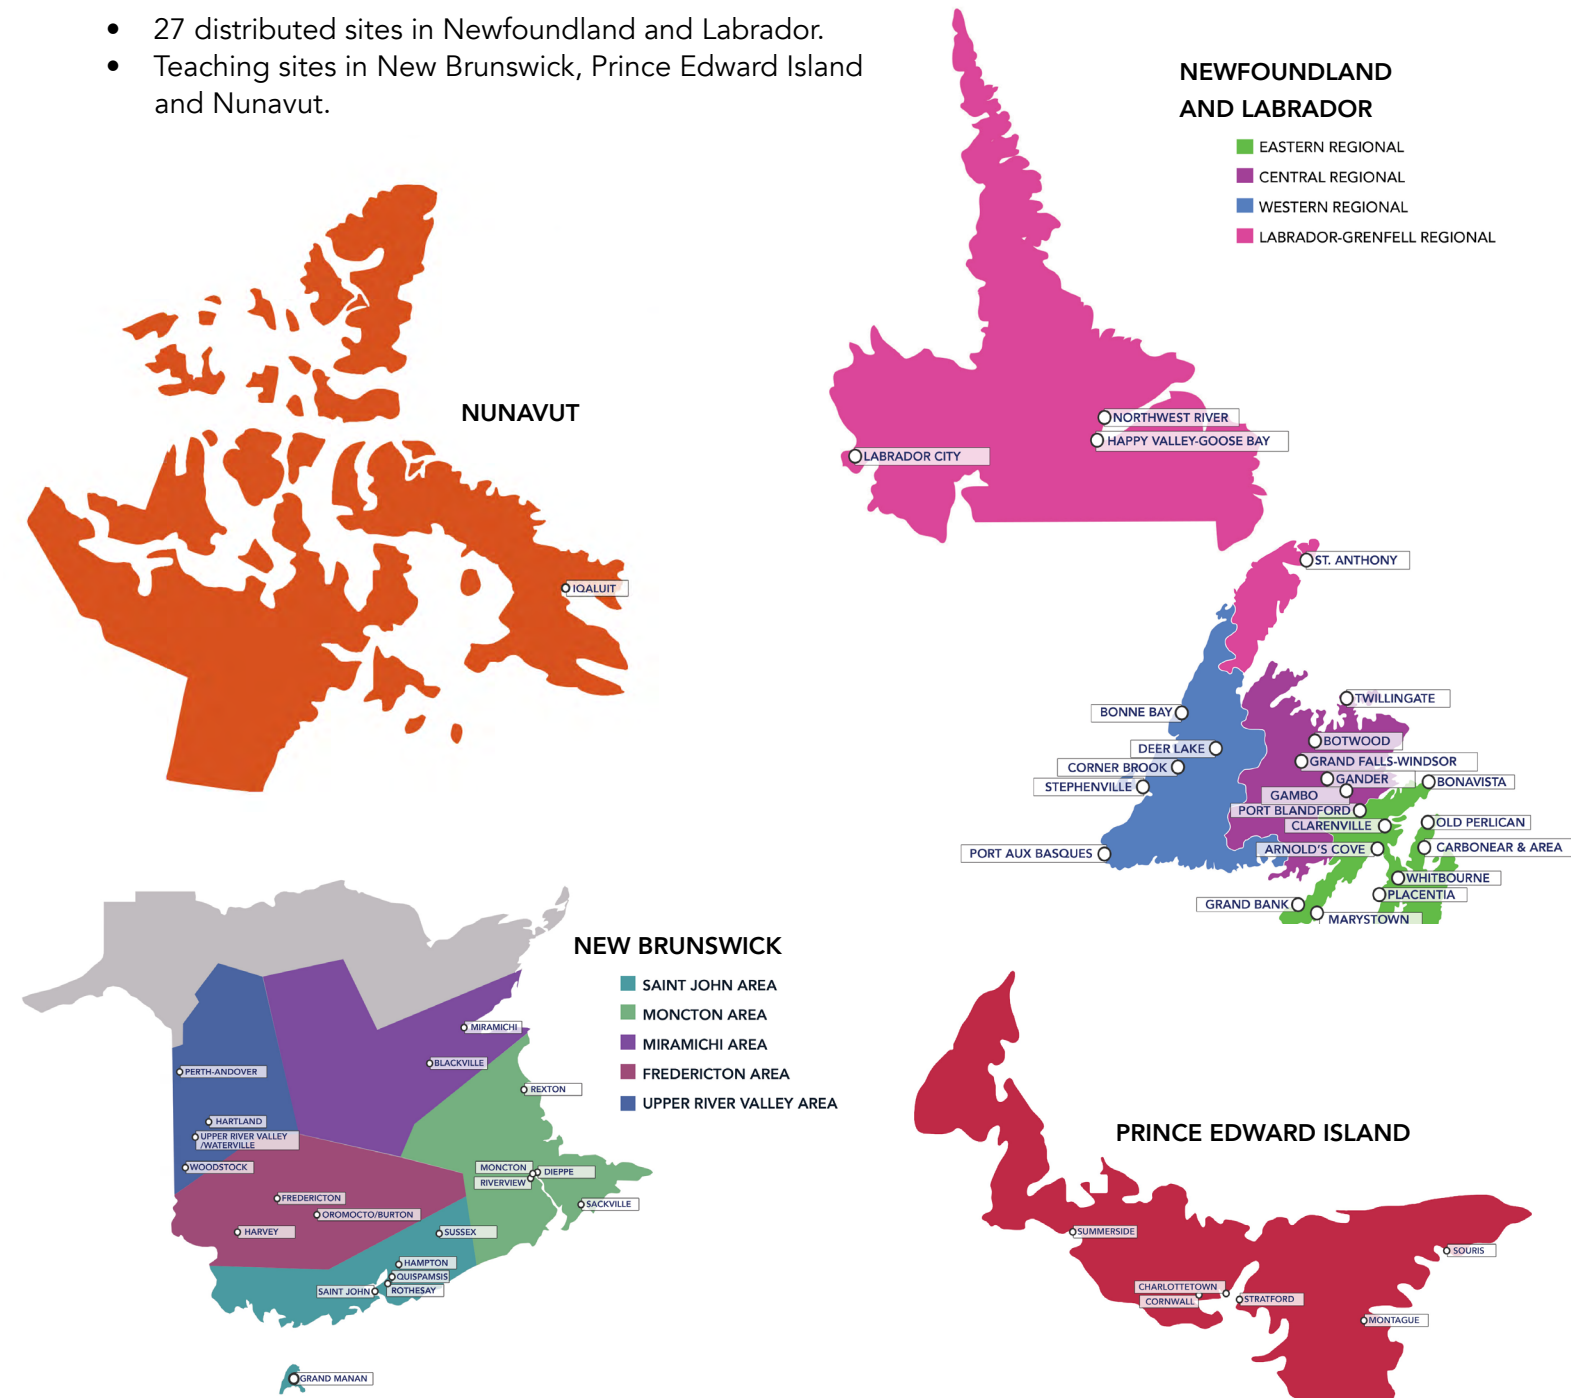 • 27 distributed sites in Newfoundland and Labrador.
• Teaching sites in New Brunswick, Prince Edward Island
and Nunavut.
NEWFOUNDLAND
AND LABRADOR
EASTERN REGIONAL
CENTRAL REGIONAL
WESTERN REGIONAL
LABRADOR-GRENFELL REGIONAL
NORTHWEST RIVER
HAPPY VALLEY-GOOSE BAY
LABRADOR CITY
ST. ANTHONY
TWILLINGATE
BONNE BAY
BOTWOOD
DEER LAKE
GRAND FALLS-WINDSOR
CORNER BROOK
GANDER
BONAVISTA
STEPHENVILLE
GAMBO
PORT BLANDFORD
OLD PERLICAN
CLARENVILLE
ARNOLD'S COVE
CARBONEAR & AREA
PORT AUX BASQUES
WHITBOURNE
PLACENTIA
GRAND BANK
MARYSTOWN
NUNAVUT
IQALUIT
NEW BRUNSWICK
SAINT JOHN AREA
MONCTON AREA
MIRAMICHI AREA
FREDERICTON AREA
UPPER RIVER VALLEY AREA
MIRAMICHI
BLACKVILLE
PERTH-ANDOVER
REXTON
HARTLAND
UPPER RIVER VALLEY
/WATERVILLE
WOODSTOCK
MONCTON
DIEPPE
RIVERVIEW
FREDERICTON
SACKVILLE
OROMOCTO/BURTON
HARVEY
SUSSEX
HAMPTON
QUISPAMSIS
SAINT JOHN
ROTHESAY
GRAND MANAN
PRINCE EDWARD ISLAND
SUMMERSIDE
SOURIS
CHARLOTTETOWN
CORNWALL
STRATFORD
MONTAGUE